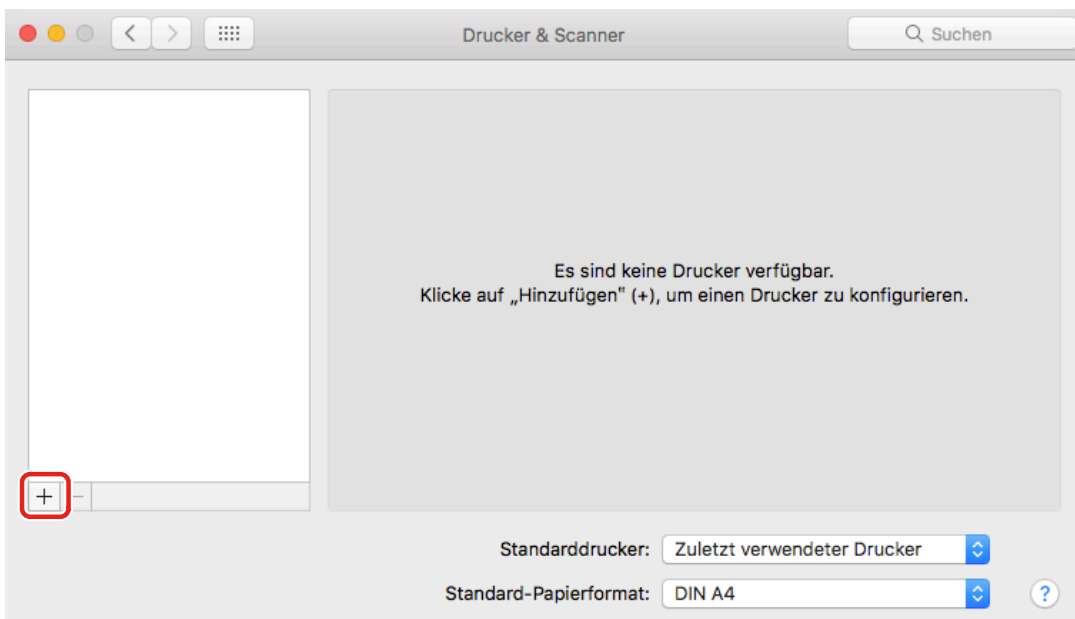 Drucker & Scanner
Suchen
Es sind keine Drucker verfügbar.
Klicke auf „Hinzufügen“ (+), um einen Drucker zu konfigurieren.
+ −
Standarddrucker: Zuletzt verwendeter Drucker
Standard-Papierformat: DIN A4 ?